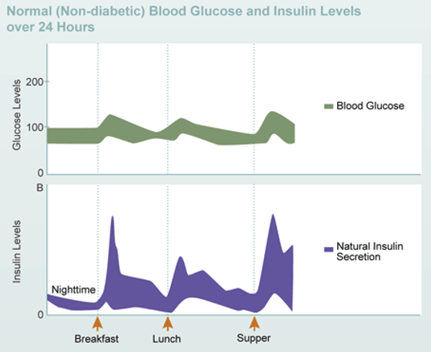 Normal (Non-diabetic) Blood Glucose and Insulin Levels
over 24 Hours
Glucose Levels
200
100
0
Blood Glucose
B
Insulin Levels
Nighttime
0
Natural Insulin
Secretion
Breakfast
Lunch
Supper